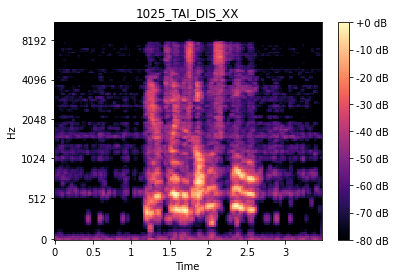 1025_TAI_DIS_XX
+0 dB
8192
-10 dB
4096
-20 dB
-30 dB
2048
Hz
-40 dB
1024
-50 dB
512
-60 dB
-70 dB
0
-80 dB
0 0.5 1 1.5 2 2.5 3
Time